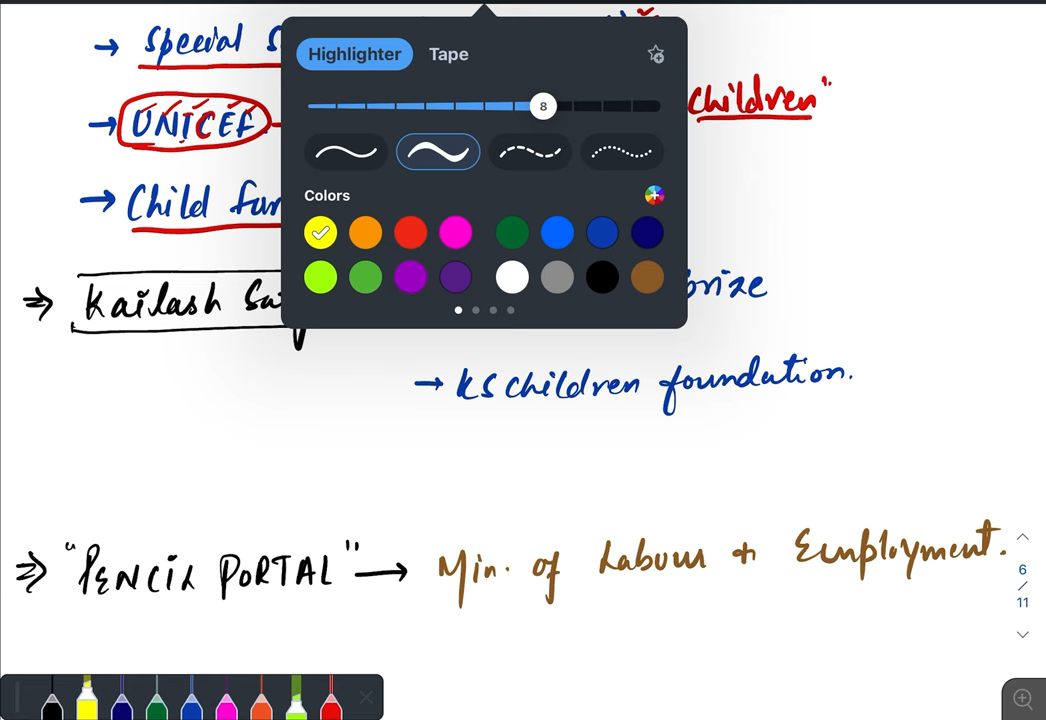 → Special S
Highlighter Tape
8
children"
→ UNICEF
Colors
→ Child fun
⇒ Kailash Sa
prize
→ KS children foundation.
⇒ "PENCIL PORTAL" → Min. of Labour + Employment.
6
/
11